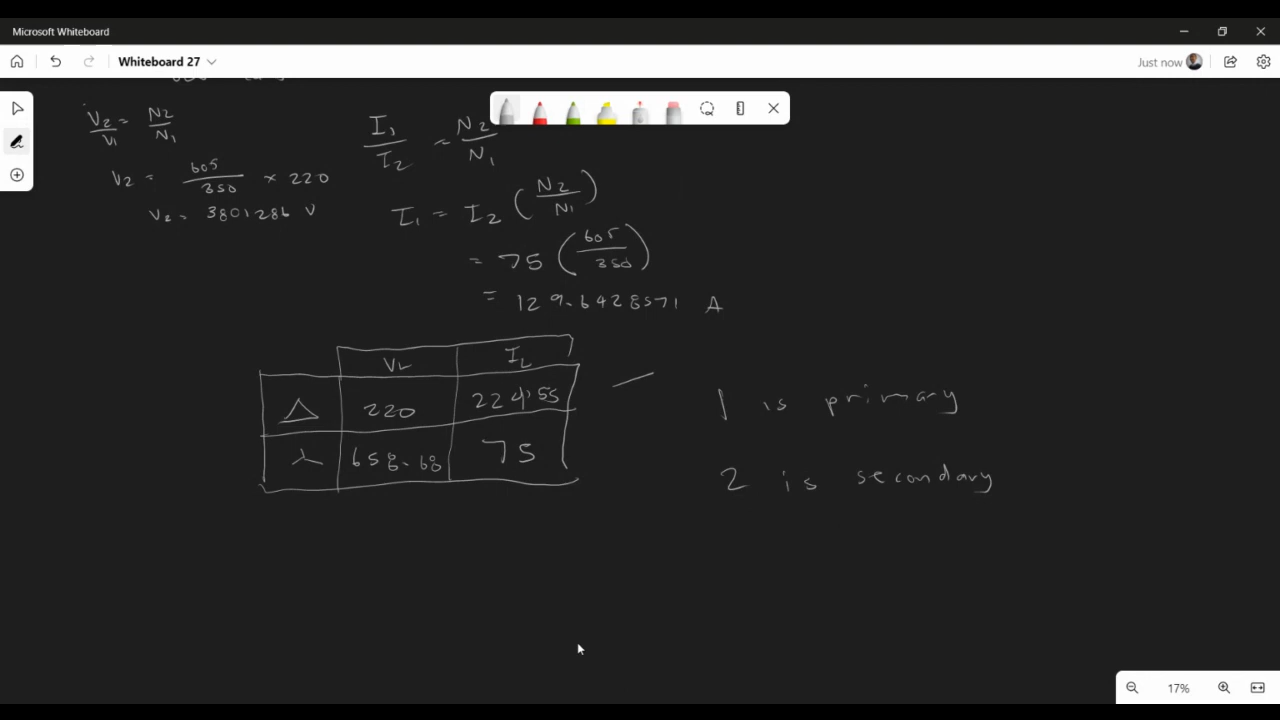 Microsoft Whiteboard
Whiteboard 27
Just now
V2/V1 = N2/N1
V2 = 605/350 x 220
V2 = 3801286 V
I1/I2 = N2/N1
I1 = I2 (N2/N1)
= 75 (605/350)
= 129.6428571 A
VL IL
△ 220 224,55
⅄ 658.68 75
1 is primary
2 is secondary
17%